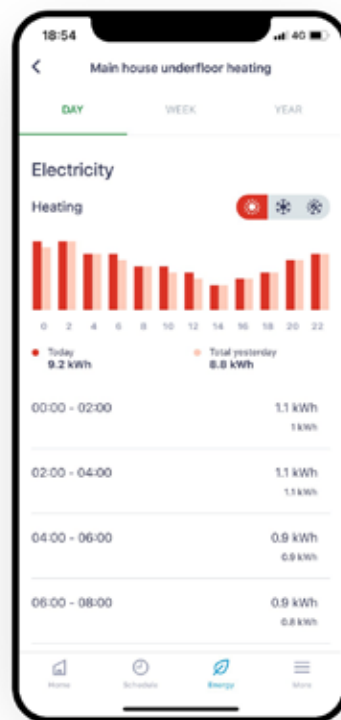 18:54
4G
Main house underfloor heating
DAY WEEK YEAR
Electricity
Heating
0 2 4 6 8 10 12 14 16 18 20 22
Today Total yesterday
9.2 kWh 8.8 kWh
00:00 - 02:00 1.1 kWh
1 kWh
02:00 - 04:00 1.1 kWh
1.1 kWh
04:00 - 06:00 0.9 kWh
0.9 kWh
06:00 - 08:00 0.9 kWh
0.8 kWh
Home Schedule Energy More